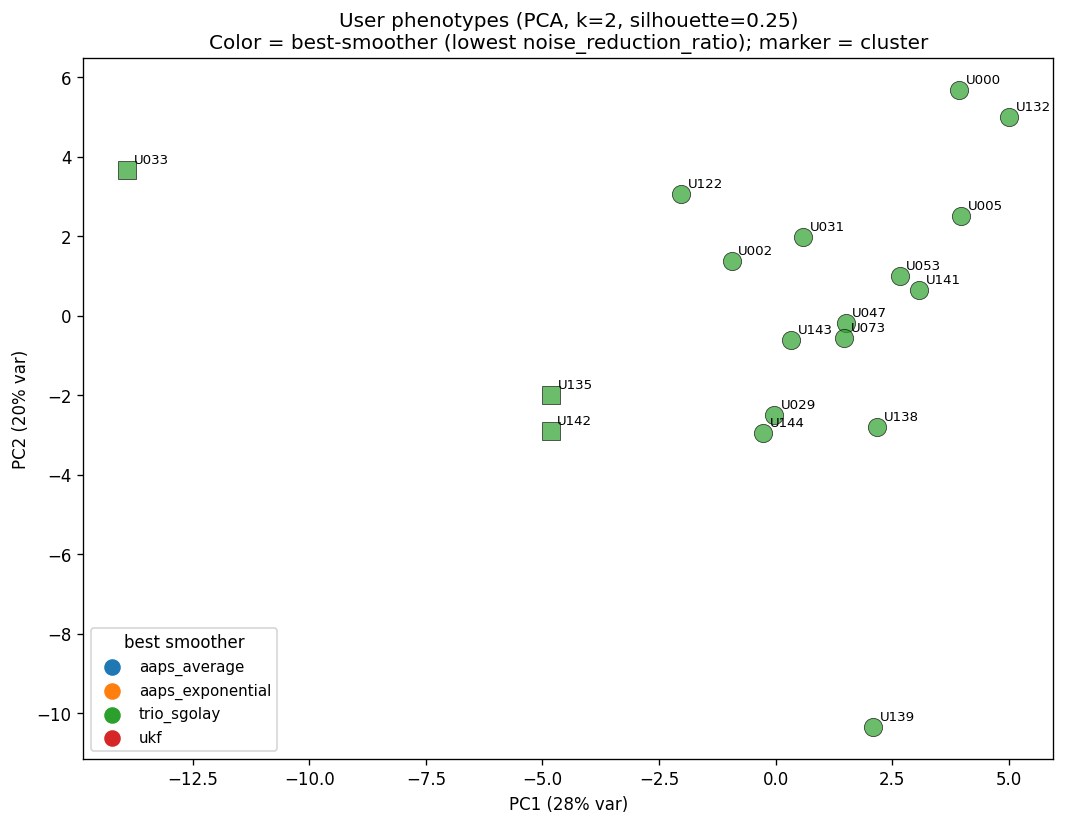 User phenotypes (PCA, k=2, silhouette=0.25)
Color = best-smoother (lowest noise_reduction_ratio); marker = cluster
6
4
2
0
−2
−4
−6
−8
−10
PC2 (20% var)
U000
U132
U033
U122
U005
U031
U002
U053
U141
U047
U073
U143
U135
U142
U029
U144
U138
U139
best smoother
aaps_average
aaps_exponential
trio_sgolay
ukf
−12.5
−10.0
−7.5
−5.0
−2.5
0.0
2.5
5.0
PC1 (28% var)